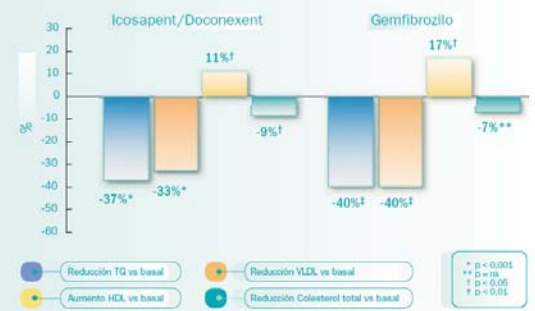 Icosapent/Doconexent
Gemfibrozilo
30
20
10
0
-10
-20
-30
-40
-50
-60
%
11%†
-9%†
-37%*
-33%*
17%†
-7%**
-40%‡
-40%‡
Reducción TG vs basal
Reducción VLDL vs basal
Aumento HDL vs basal
Reducción Colesterol total vs basal
* p < 0,001
** p = ns
† p < 0,05
p < 0,01